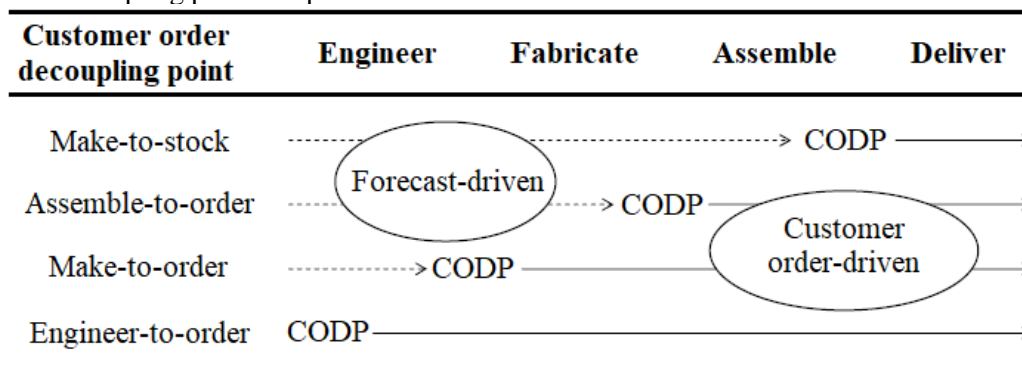 Customer order decoupling point Engineer Fabricate Assemble Deliver
Make-to-stock CODP
Forecast-driven
Assemble-to-order CODP
Customer order-driven
Make-to-order CODP
Engineer-to-order CODP